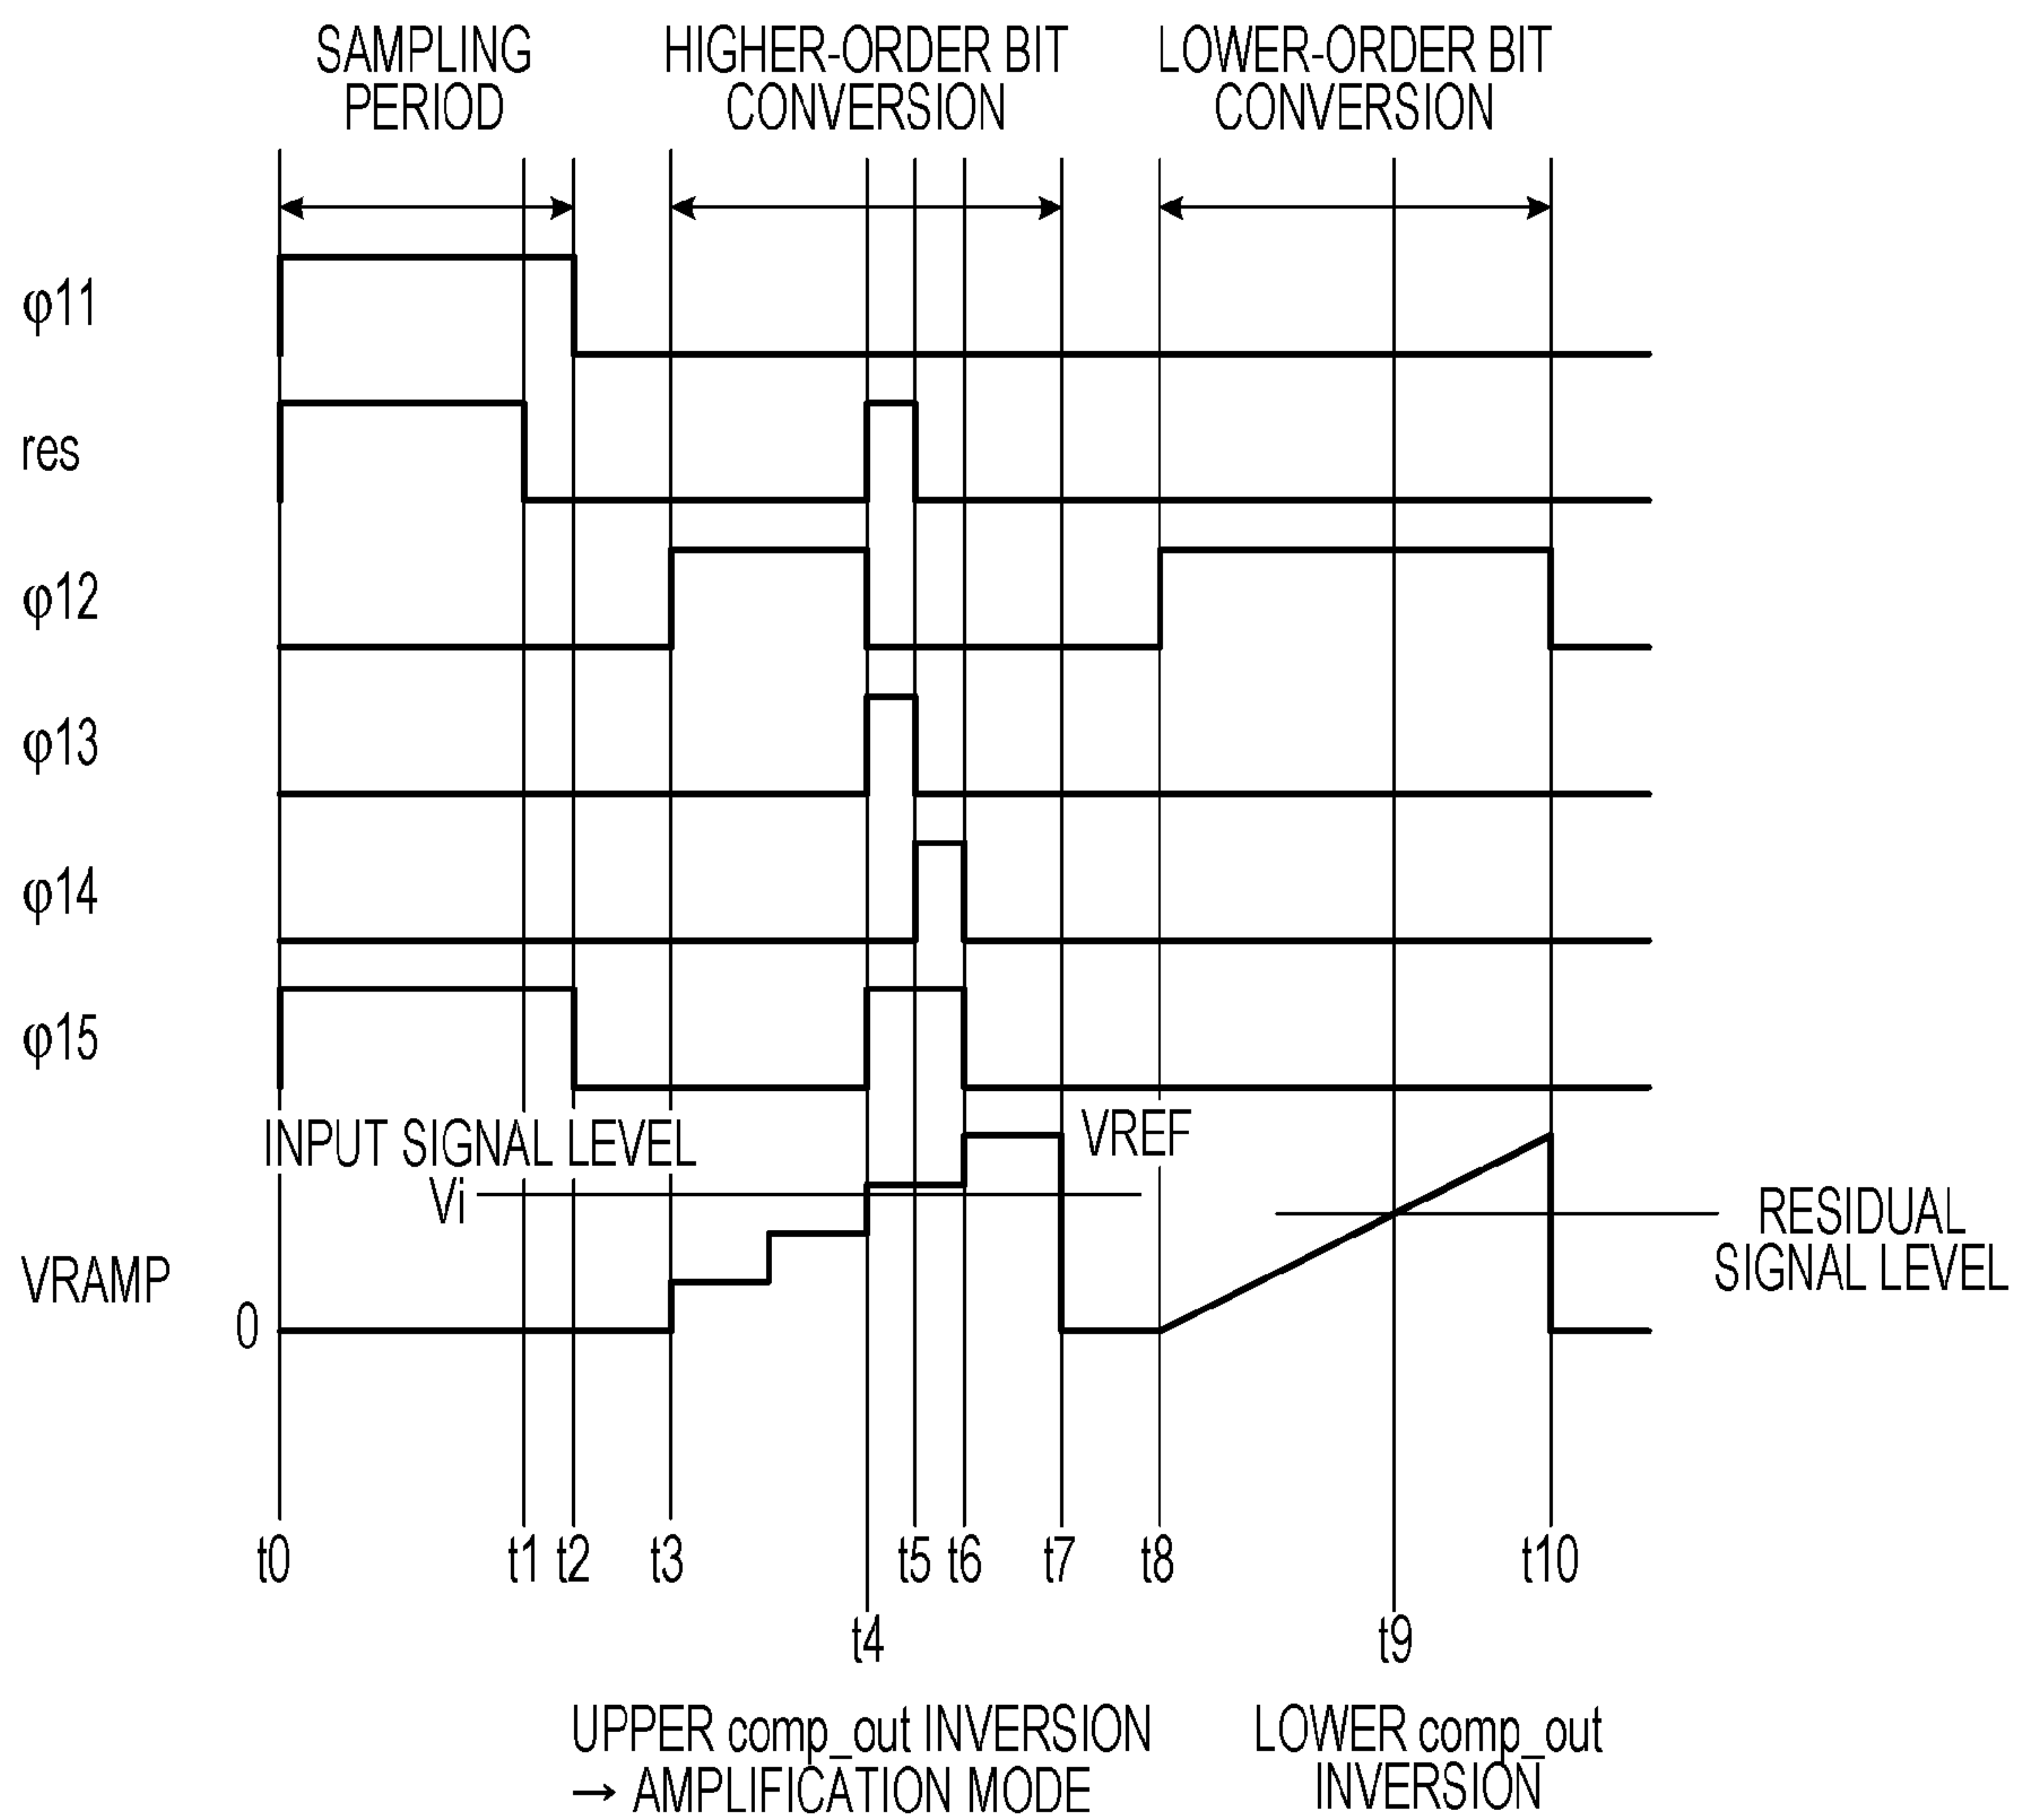 SAMPLING
PERIOD
HIGHER-ORDER BIT
CONVERSION
LOWER-ORDER BIT
CONVERSION
φ11
res
φ12
φ13
φ14
φ15
INPUT SIGNAL LEVEL
Vi
VREF
RESIDUAL
SIGNAL LEVEL
VRAMP
0
t0
t1
t2
t3
t5
t6
t7
t8
t10
t4
t9
UPPER comp_out INVERSION
→ AMPLIFICATION MODE
LOWER comp_out
INVERSION